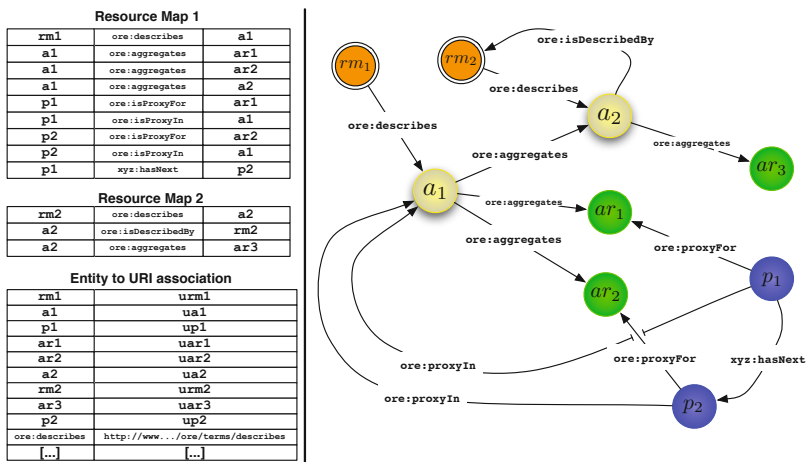 Resource Map 1
rm1 ore:describes a1
a1 ore:aggregates ar1
a1 ore:aggregates ar2
a1 ore:aggregates a2
p1 ore:isProxyFor ar1
p1 ore:isProxyIn a1
p2 ore:isProxyFor ar2
p2 ore:isProxyIn a1
p1 xyz:hasNext p2
Resource Map 2
rm2 ore:describes a2
a2 ore:isDescribedBy rm2
a2 ore:aggregates ar3
Entity to URI association
rm1 urm1
a1 ua1
p1 up1
ar1 uar1
ar2 uar2
a2 ua2
rm2 urm2
ar3 uar3
p2 up2
ore:describes http://www.../ore/terms/describes
[...] [...]
ore:isDescribedBy
rm₁
rm₂
ore:describes
a₂
ore:describes
ore:aggregates
ore:aggregates
ar₃
a₁
ore:aggregates
ar₁
ore:aggregates
ore:proxyFor
ar₂
p₁
ore:proxyIn
ore:proxyFor
xyz:hasNext
ore:proxyIn
p₂